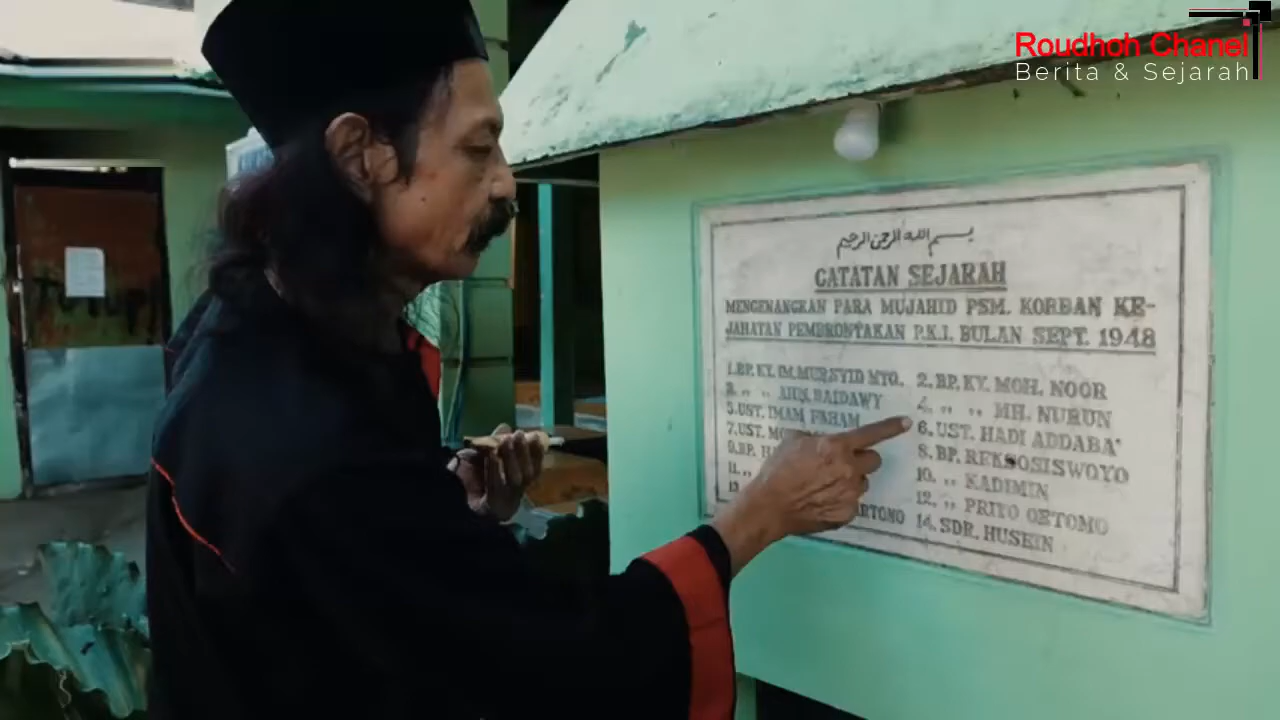 Roudhoh Chanel
Berita & Sejarah
بسم الله الرحمن الرحيم
CATATAN SEJARAH
MENGENANGKAN PARA MUJAHID PSM. KORBAN KE-
JAHATAN PEMBRONTAKAN P.K.I. BULAN SEPT. 1948
1. BP. KY. IM. MURSYID MTO. 2. BP. KY. MOH. NOOR
3. „ „ BAIDAWY 4. „ „ MH. NURUN
5. UST. IMAM 6. UST. HADI ADDABA'
7. UST. 8. BP. REKSOSISWOYO
9. BP. 10. „ KADIMIN
11. „ 12. „ PRIYO OETOMO
13 14. SDR. HUSEIN